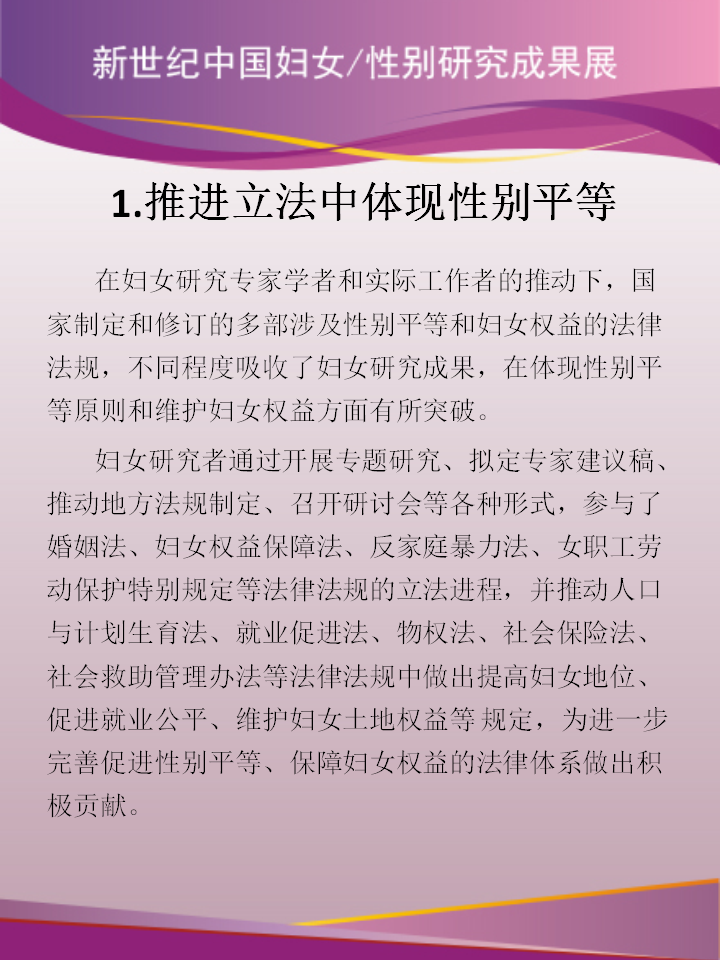 新世纪中国妇女/性别研究成果展
1.推进立法中体现性别平等
在妇女研究专家学者和实际工作者的推动下，国
家制定和修订的多部涉及性别平等和妇女权益的法律
法规，不同程度吸收了妇女研究成果，在体现性别平
等原则和维护妇女权益方面有所突破。
妇女研究者通过开展专题研究、拟定专家建议稿、
推动地方法规制定、召开研讨会等各种形式，参与了
婚姻法、妇女权益保障法、反家庭暴力法、女职工劳
动保护特别规定等法律法规的立法进程，并推动人口
与计划生育法、就业促进法、物权法、社会保险法、
社会救助管理办法等法律法规中做出提高妇女地位、
促进就业公平、维护妇女土地权益等 规定，为进一步
完善促进性别平等、保障妇女权益的法律体系做出积
极贡献。